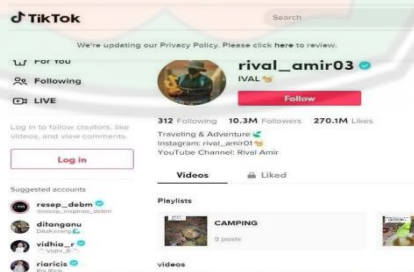 TikTok
Search
We're updating our Privacy Policy. Please click here to review.
For You
Following
LIVE
Log in to follow creators, like
videos, and view comments.
Log in
Suggested accounts
resep_debm
ditanganu
vidhia_r
riaricis
rival_amir03
IVAL
Follow
312 Following 10.3M Followers 270.1M Likes
Traveling & Adventure
Instagram: rival_amir01
YouTube Channel: Rival Amir
Videos
Liked
Playlists
CAMPING
9 posts
videos